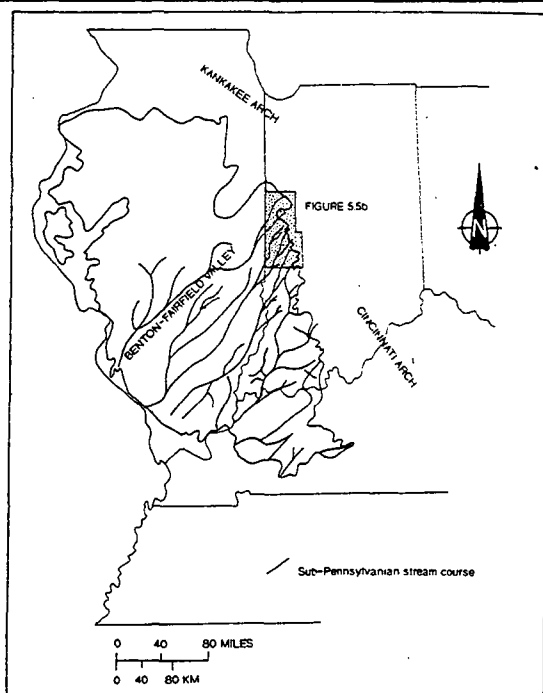 KANKAKEE ARCH
FIGURE 5.5b
N
BENTON-FAIRFIELD VALLEY
CINCINNATI ARCH
Sub-Pennsylvanian stream course
0 40 80 MILES
0 40 80 KM